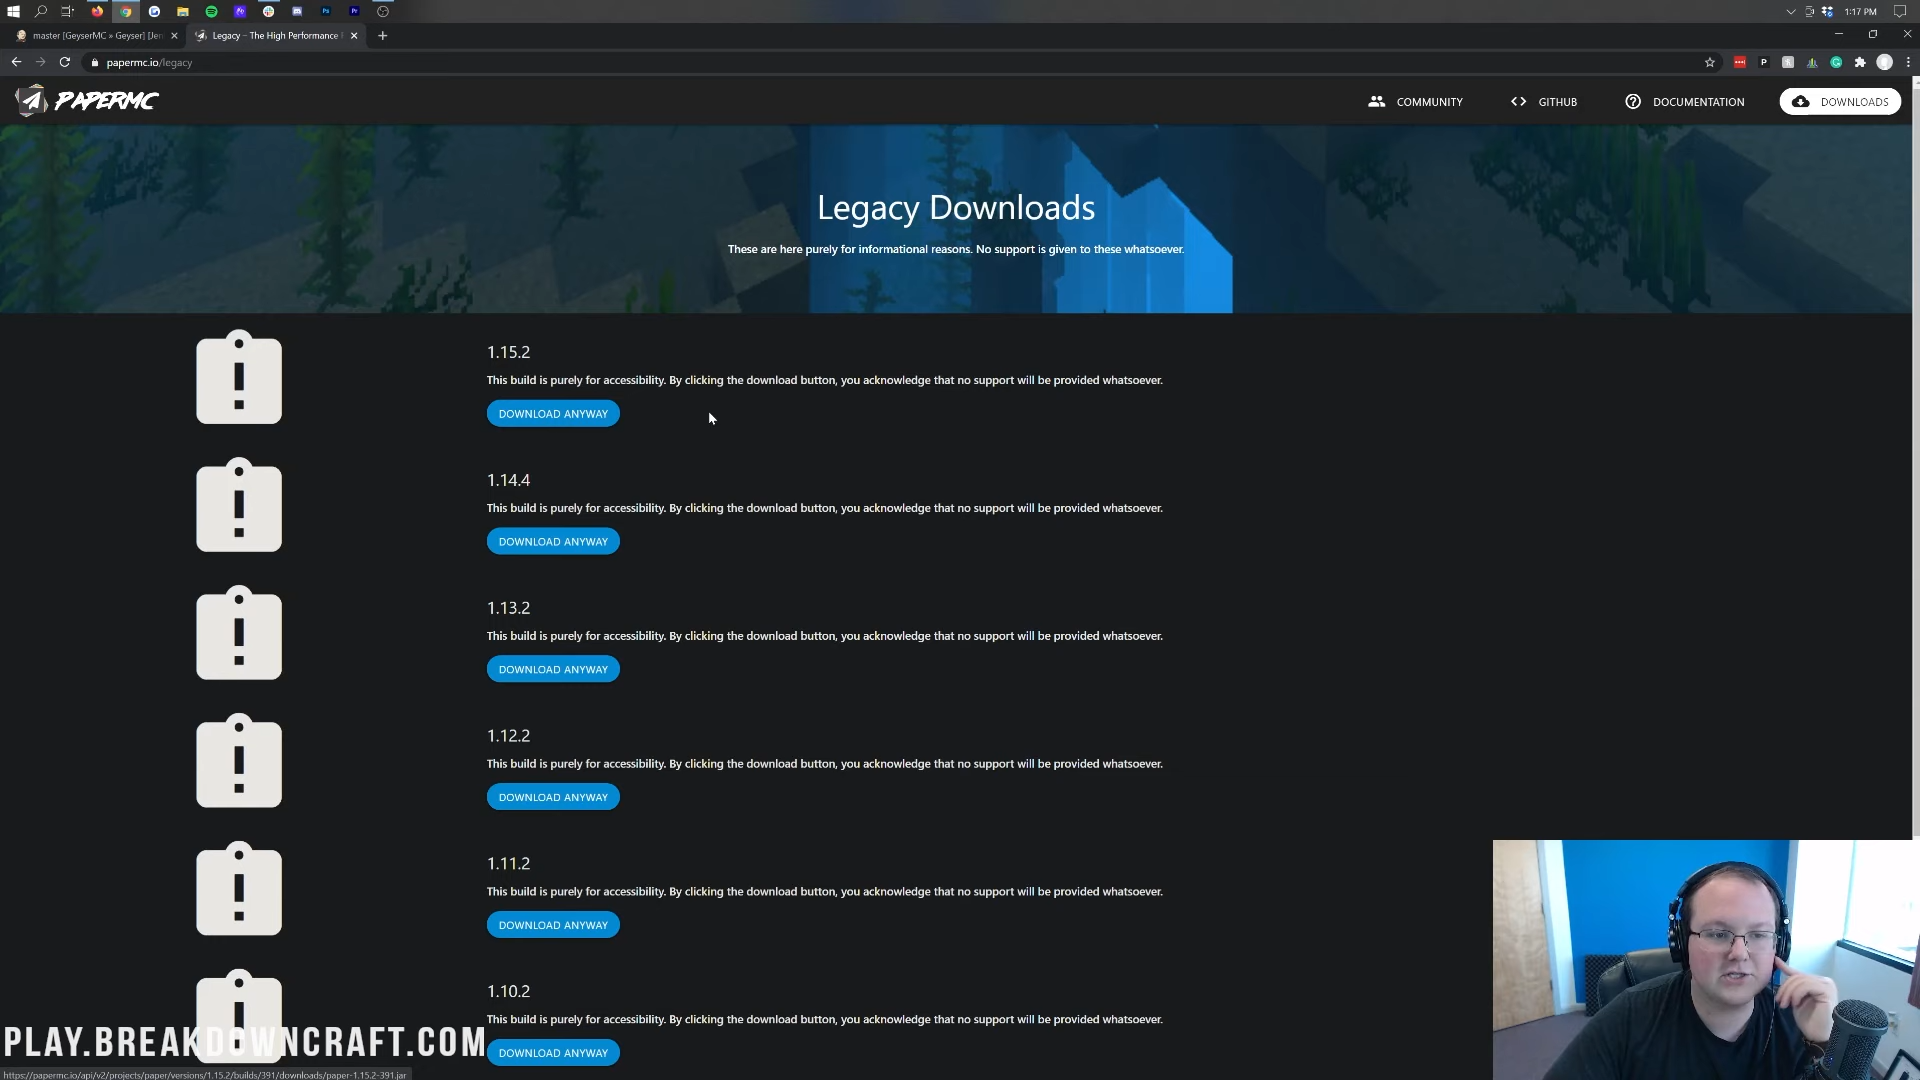 1:17 PM
master [GeyserMC » Geyser] [Jen
Legacy – The High Performance
papermc.io/legacy
PAPERMC
COMMUNITY
GITHUB
DOCUMENTATION
DOWNLOADS
Legacy Downloads
These are here purely for informational reasons. No support is given to these whatsoever.
1.15.2
This build is purely for accessibility. By clicking the download button, you acknowledge that no support will be provided whatsoever.
DOWNLOAD ANYWAY
1.14.4
This build is purely for accessibility. By clicking the download button, you acknowledge that no support will be provided whatsoever.
DOWNLOAD ANYWAY
1.13.2
This build is purely for accessibility. By clicking the download button, you acknowledge that no support will be provided whatsoever.
DOWNLOAD ANYWAY
1.12.2
This build is purely for accessibility. By clicking the download button, you acknowledge that no support will be provided whatsoever.
DOWNLOAD ANYWAY
1.11.2
This build is purely for accessibility. By clicking the download button, you acknowledge that no support will be provided whatsoever.
DOWNLOAD ANYWAY
1.10.2
This build is purely for accessibility. By clicking the download button, you acknowledge that no support will be provided whatsoever.
DOWNLOAD ANYWAY
PLAY.BREAKDOWNCRAFT.COM
https://papermc.io/api/v2/projects/paper/versions/1.15.2/builds/391/downloads/paper-1.15.2-391.jar